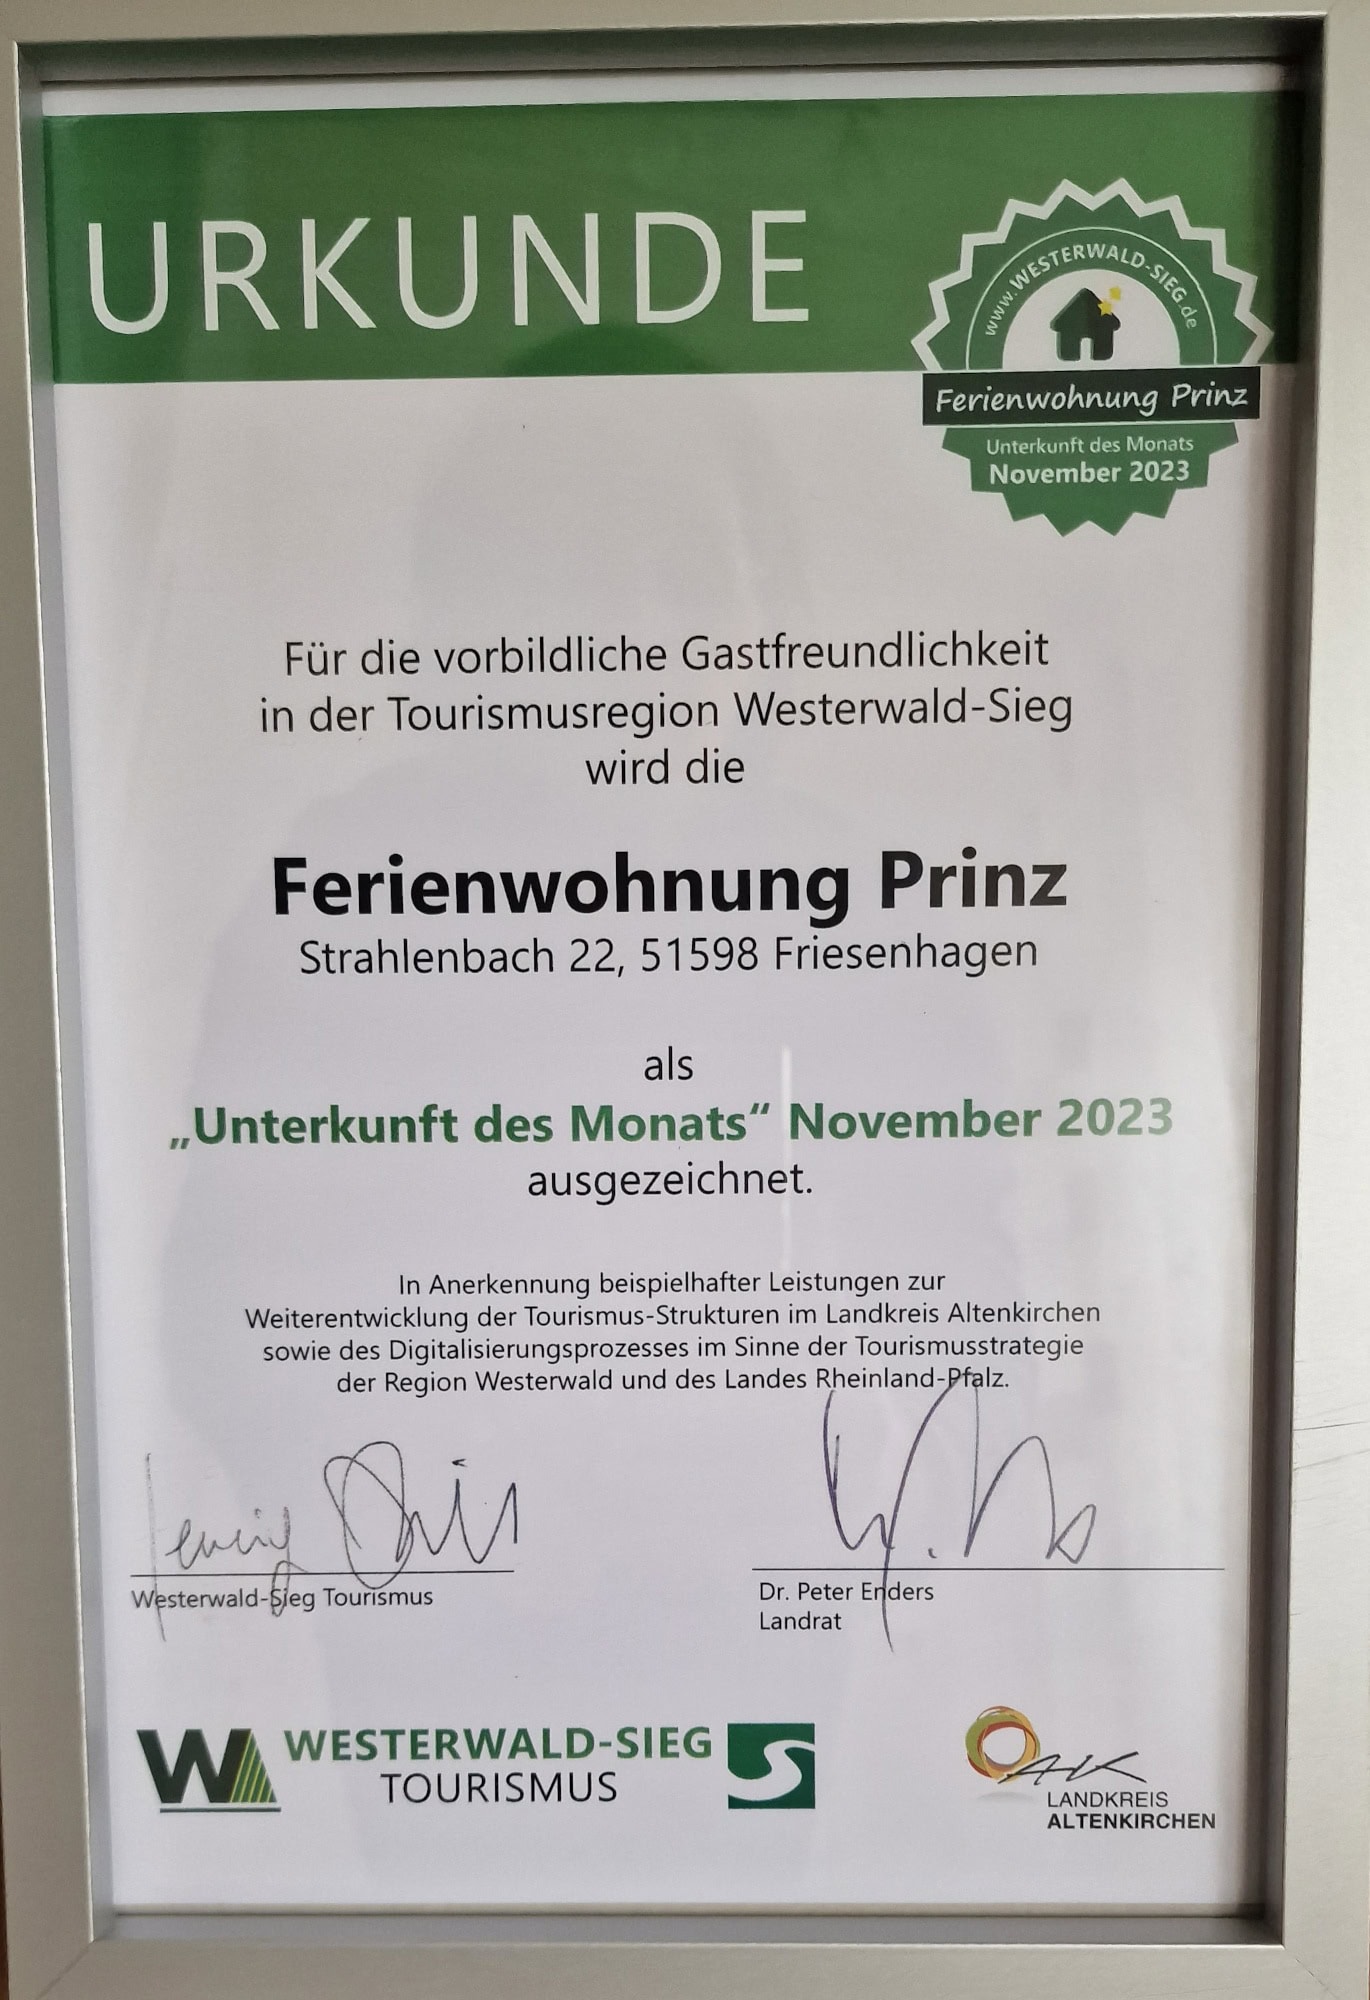 URKUNDE
www.WESTERWALD-SIEG.de
Ferienwohnung Prinz
Unterkunft des Monats
November 2023
Für die vorbildliche Gastfreundlichkeit
in der Tourismusregion Westerwald-Sieg
wird die
Ferienwohnung Prinz
Strahlenbach 22, 51598 Friesenhagen
als
„Unterkunft des Monats“ November 2023
ausgezeichnet.
In Anerkennung beispielhafter Leistungen zur
Weiterentwicklung der Tourismus-Strukturen im Landkreis Altenkirchen
sowie des Digitalisierungsprozesses im Sinne der Tourismusstrategie
der Region Westerwald und des Landes Rheinland-Pfalz.
Westerwald-Sieg Tourismus
Dr. Peter Enders
Landrat
W WESTERWALD-SIEG
TOURISMUS
AK
LANDKREIS
ALTENKIRCHEN